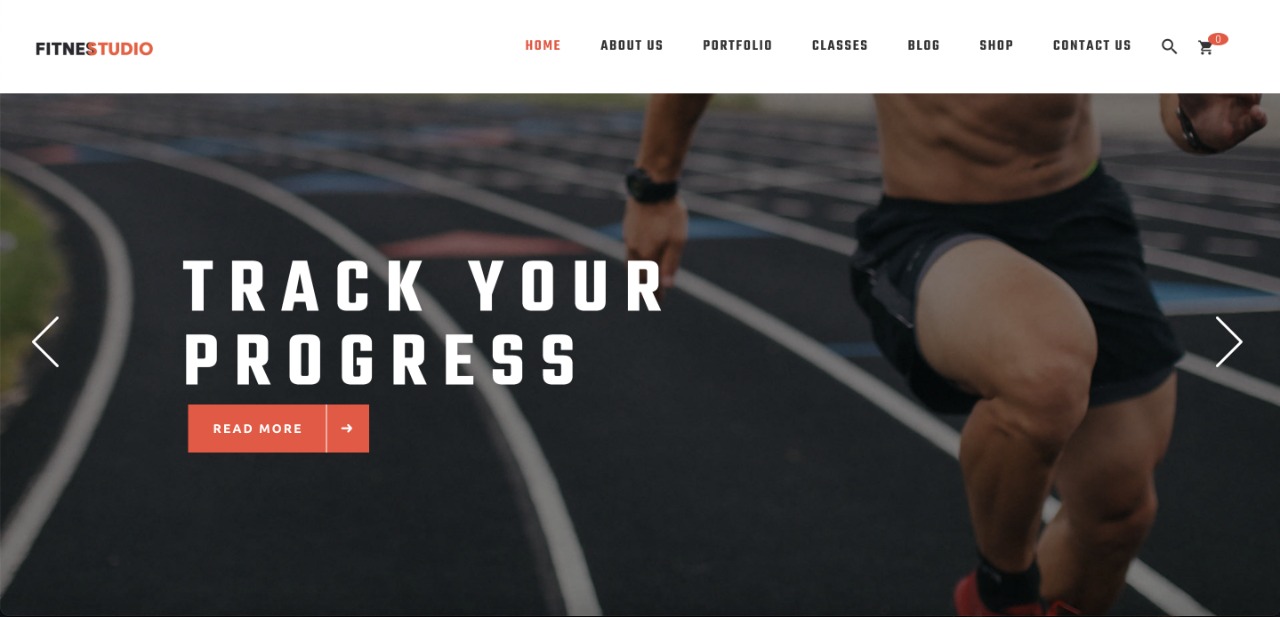 FITNESTUDIO
HOME ABOUT US PORTFOLIO CLASSES BLOG SHOP CONTACT US 0
TRACK YOUR
PROGRESS
READ MORE